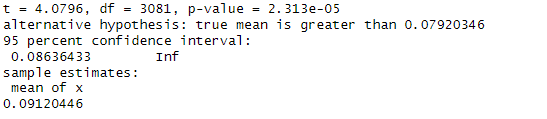 t = 4.0796, df = 3081, p-value = 2.313e-05
alternative hypothesis: true mean is greater than 0.07920346
95 percent confidence interval:
 0.08636433        Inf
sample estimates:
 mean of x
0.09120446